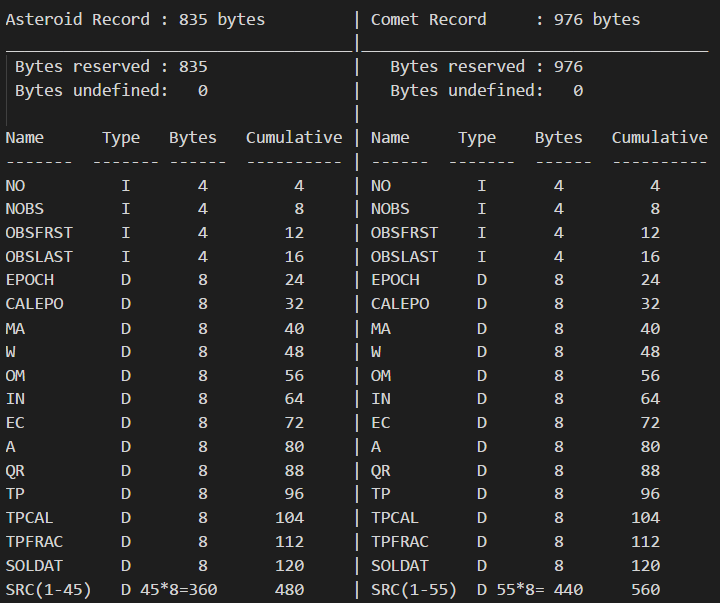 Asteroid Record : 835 bytes | Comet Record : 976 bytes
____________________________________|____________________________________
Bytes reserved : 835 | Bytes reserved : 976
Bytes undefined: 0 | Bytes undefined: 0
|
Name Type Bytes Cumulative | Name Type Bytes Cumulative
------- ------- ------ ---------- | ------ ------- ------ ----------
NO I 4 4 | NO I 4 4
NOBS I 4 8 | NOBS I 4 8
OBSFRST I 4 12 | OBSFRST I 4 12
OBSLAST I 4 16 | OBSLAST I 4 16
EPOCH D 8 24 | EPOCH D 8 24
CALEPO D 8 32 | CALEPO D 8 32
MA D 8 40 | MA D 8 40
W D 8 48 | W D 8 48
OM D 8 56 | OM D 8 56
IN D 8 64 | IN D 8 64
EC D 8 72 | EC D 8 72
A D 8 80 | A D 8 80
QR D 8 88 | QR D 8 88
TP D 8 96 | TP D 8 96
TPCAL D 8 104 | TPCAL D 8 104
TPFRAC D 8 112 | TPFRAC D 8 112
SOLDAT D 8 120 | SOLDAT D 8 120
SRC(1-45) D 45*8=360 480 | SRC(1-55) D 55*8= 440 560